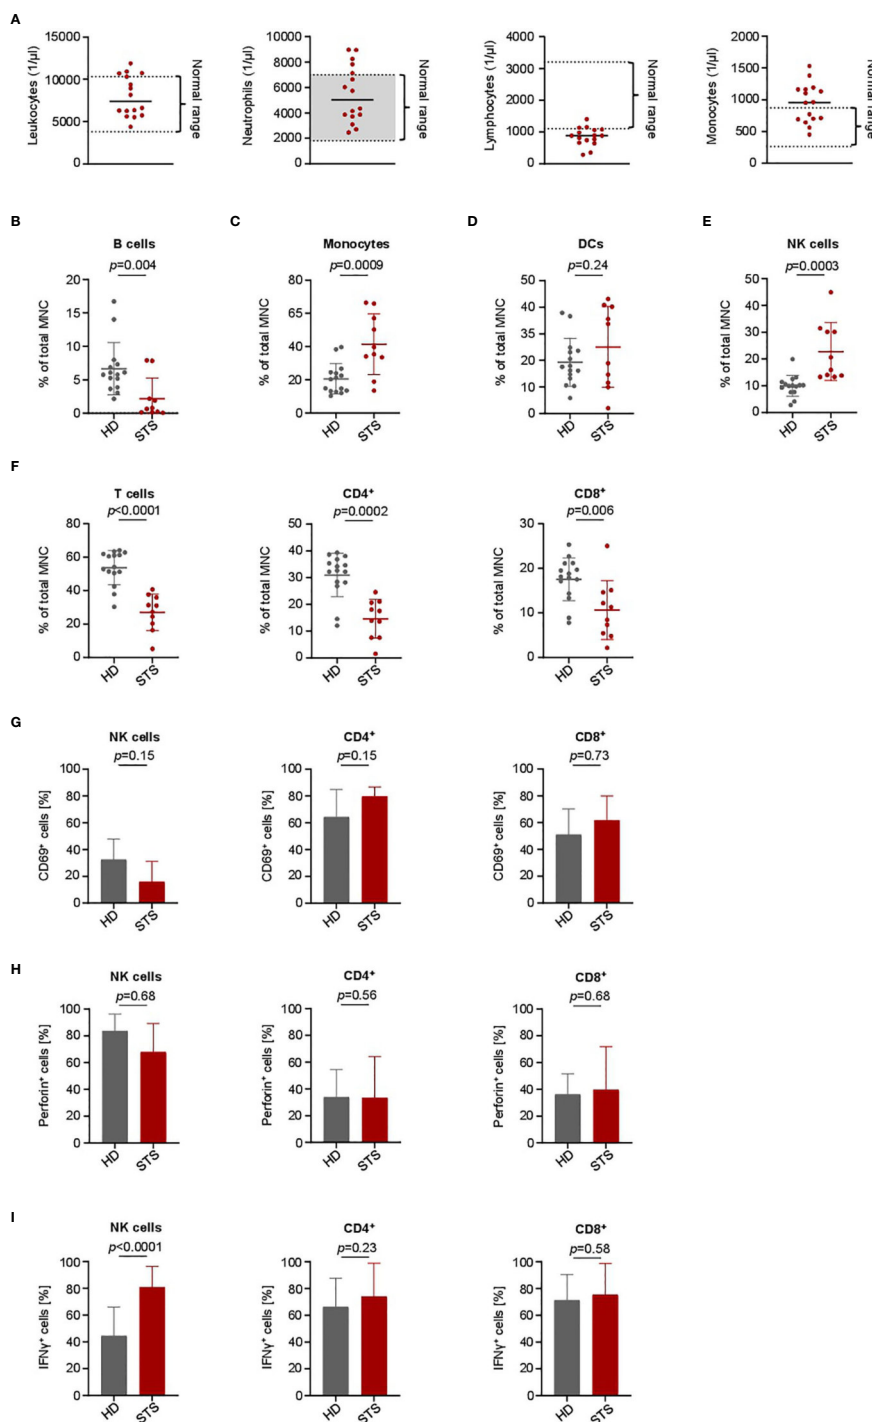 A
Leukocytes (1/µl)
15000
10000
5000
0
Normal range
Neutrophils (1/µl)
10000
8000
6000
4000
2000
0
Normal range
Lymphocytes (1/µl)
4000
3000
2000
1000
0
Normal range
Monocytes (1/µl)
2000
1500
1000
500
0
Normal range
B
B cells
p=0.004
% of total MNC
20
15
10
5
0
HD
STS
C
Monocytes
p=0.0009
% of total MNC
80
65
40
20
0
HD
STS
D
DCs
p=0.24
% of total MNC
50
40
30
20
10
0
HD
STS
E
NK cells
p=0.0003
% of total MNC
50
40
30
20
10
0
HD
STS
F
T cells
p<0.0001
% of total MNC
80
60
40
20
0
HD
STS
CD4⁺
p=0.0002
% of total MNC
50
40
30
20
10
0
HD
STS
CD8⁺
p=0.006
% of total MNC
30
20
10
0
HD
STS
G
NK cells
p=0.15
CD69⁺ cells [%]
100
80
60
40
20
0
HD
STS
CD4⁺
p=0.15
CD69⁺ cells [%]
100
80
60
40
20
0
HD
STS
CD8⁺
p=0.73
CD69⁺ cells [%]
100
80
60
40
20
0
HD
STS
H
NK cells
p=0.68
Perforin⁺ cells [%]
100
80
60
40
20
0
HD
STS
CD4⁺
p=0.56
Perforin⁺ cells [%]
100
80
60
40
20
0
HD
STS
CD8⁺
p=0.68
Perforin⁺ cells [%]
100
80
60
40
20
0
HD
STS
I
NK cells
p<0.0001
IFNγ⁺ cells [%]
100
80
60
40
20
0
HD
STS
CD4⁺
p=0.23
IFNγ⁺ cells [%]
100
80
60
40
20
0
HD
STS
CD8⁺
p=0.58
IFNγ⁺ cells [%]
100
80
60
40
20
0
HD
STS